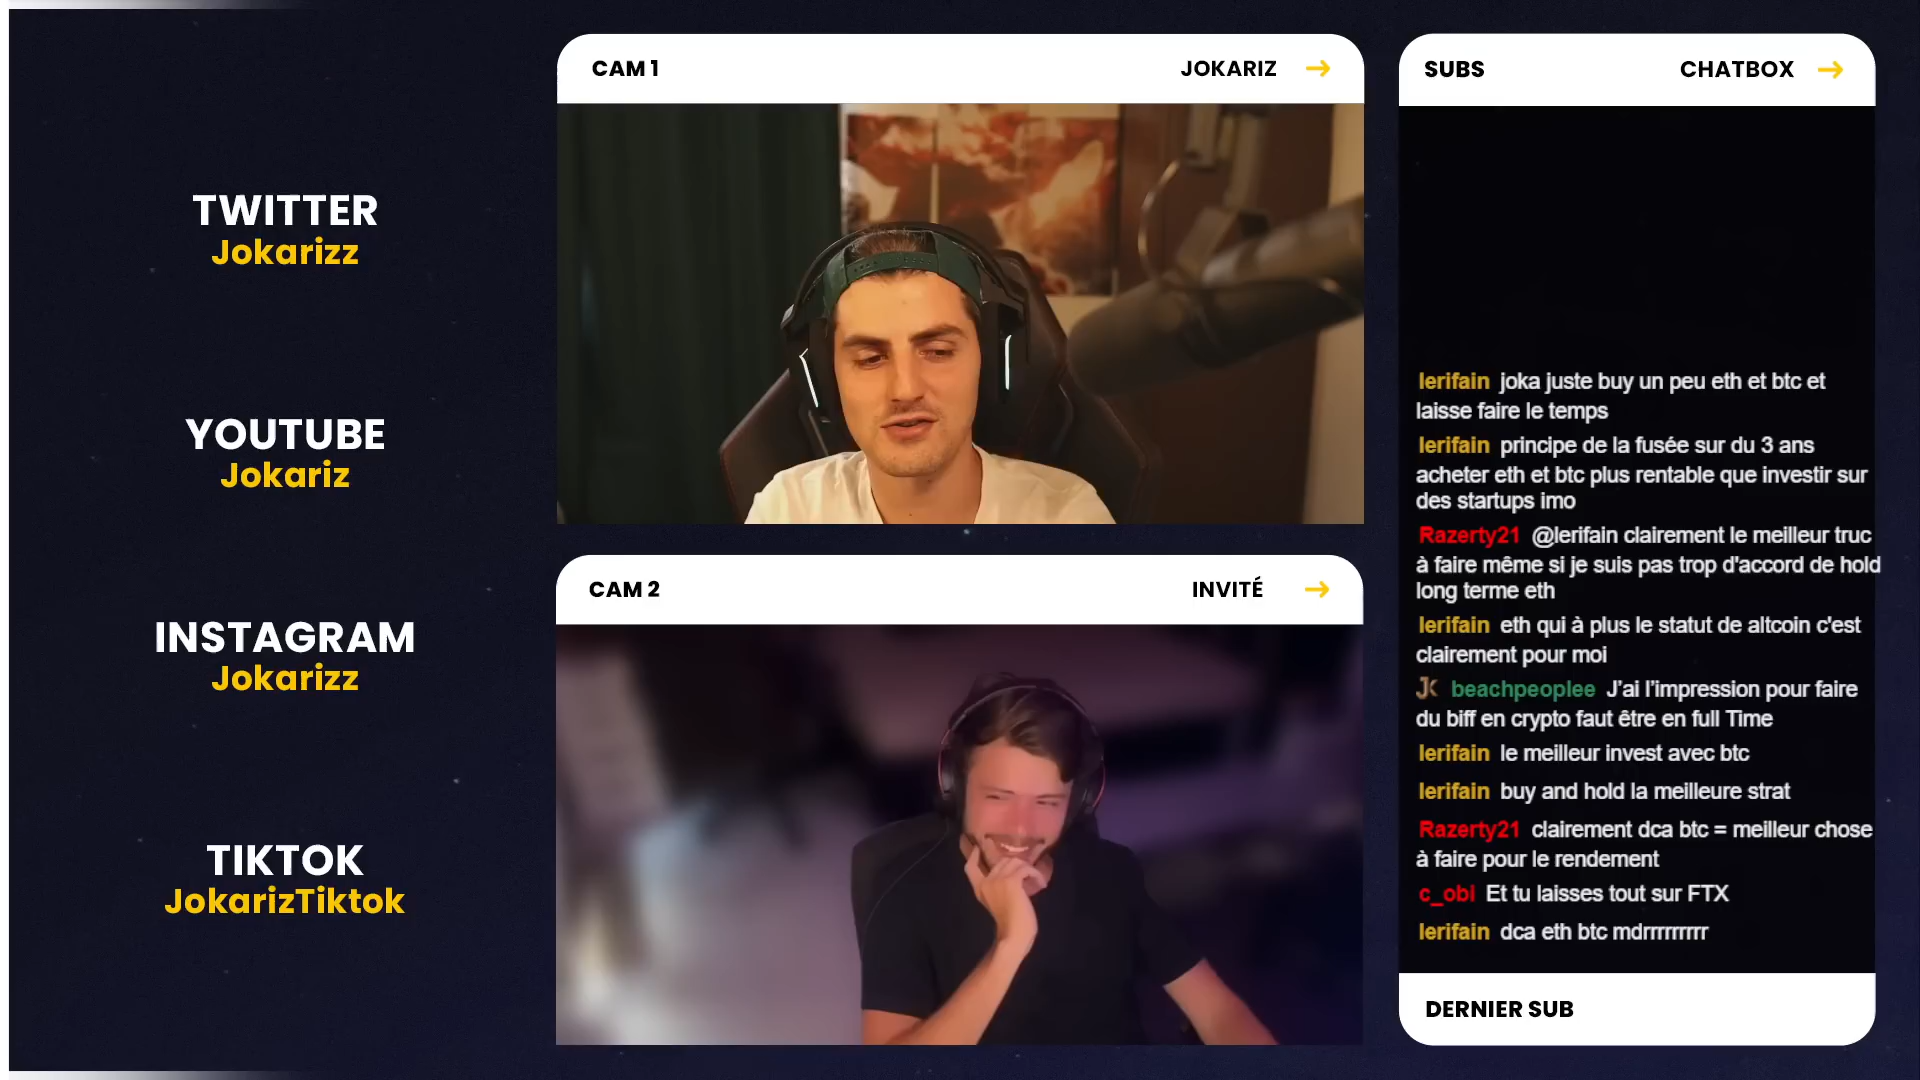 TWITTER
Jokarizz
YOUTUBE
Jokariz
INSTAGRAM
Jokarizz
TIKTOK
JokarizTiktok
CAM 1
JOKARIZ
CAM 2
INVITÉ
SUBS
CHATBOX
lerifain joka juste buy un peu eth et btc et
laisse faire le temps
lerifain principe de la fusée sur du 3 ans
acheter eth et btc plus rentable que investir sur
des startups imo
Razerty21 @lerifain clairement le meilleur truc
à faire même si je suis pas trop d'accord de hold
long terme eth
lerifain eth qui à plus le statut de altcoin c'est
clairement pour moi
JK beachpeoplee J'ai l'impression pour faire
du biff en crypto faut être en full Time
lerifain le meilleur invest avec btc
lerifain buy and hold la meilleure strat
Razerty21 clairement dca btc = meilleur chose
à faire pour le rendement
c_obi Et tu laisses tout sur FTX
lerifain dca eth btc mdrrrrrrrrr
DERNIER SUB